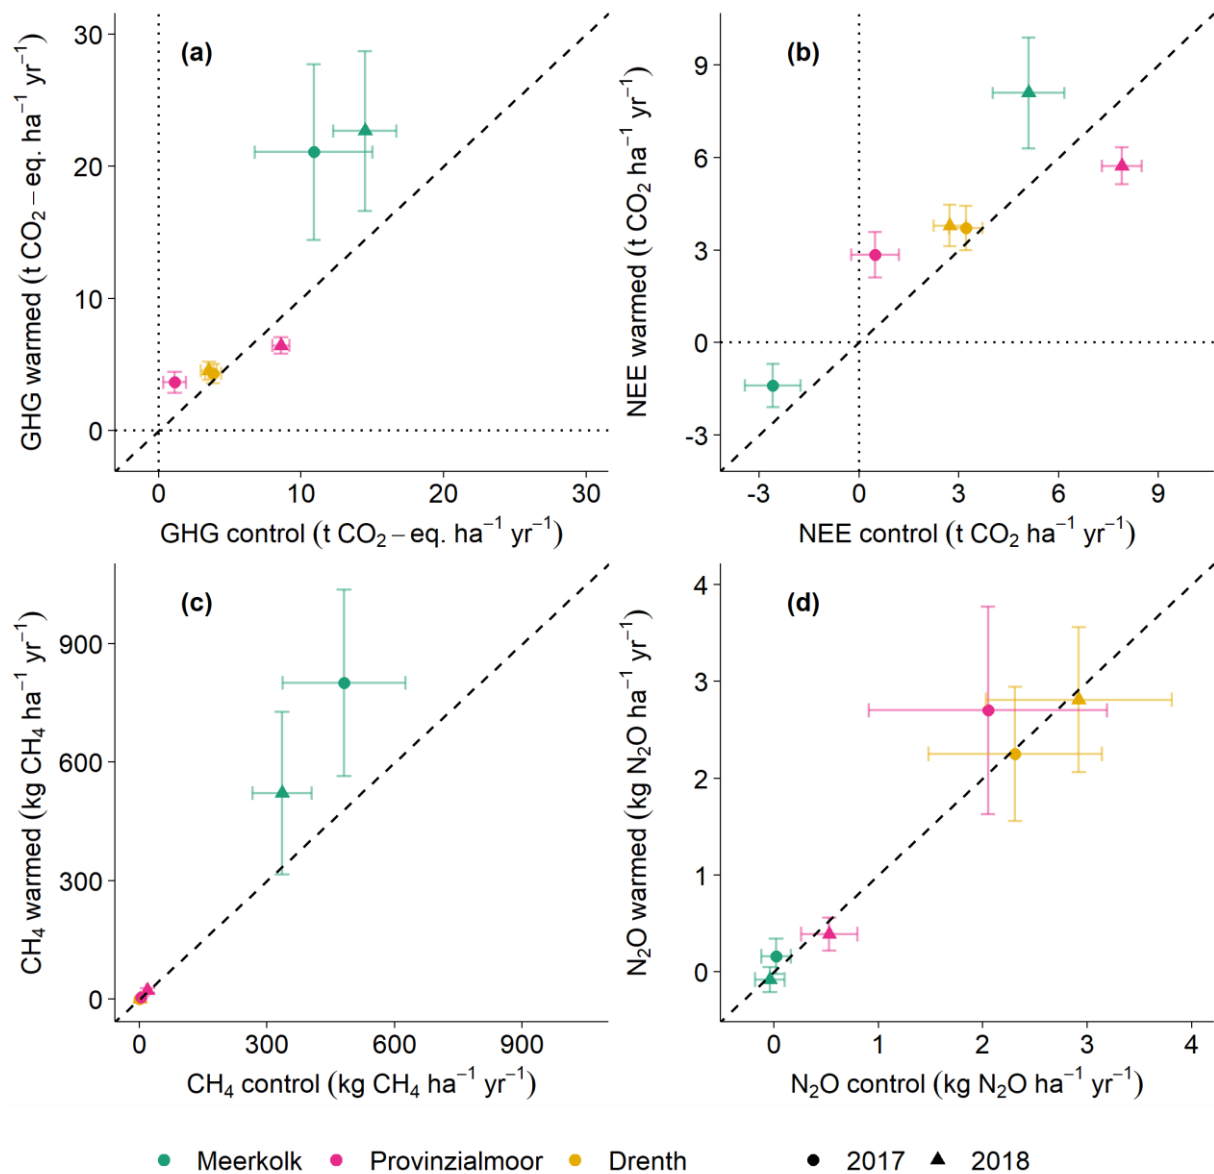 (a)
GHG warmed (t CO₂ – eq. ha⁻¹ yr⁻¹)
30
20
10
0
0 10 20 30
GHG control (t CO₂ – eq. ha⁻¹ yr⁻¹)
(b)
NEE warmed (t CO₂ ha⁻¹ yr⁻¹)
9
6
3
0
-3
-3 0 3 6 9
NEE control (t CO₂ ha⁻¹ yr⁻¹)
(c)
CH₄ warmed (kg CH₄ ha⁻¹ yr⁻¹)
900
600
300
0
0 300 600 900
CH₄ control (kg CH₄ ha⁻¹ yr⁻¹)
(d)
N₂O warmed (kg N₂O ha⁻¹ yr⁻¹)
4
3
2
1
0
0 1 2 3 4
N₂O control (kg N₂O ha⁻¹ yr⁻¹)
Meerkolk Provinzialmoor Drenth 2017 2018